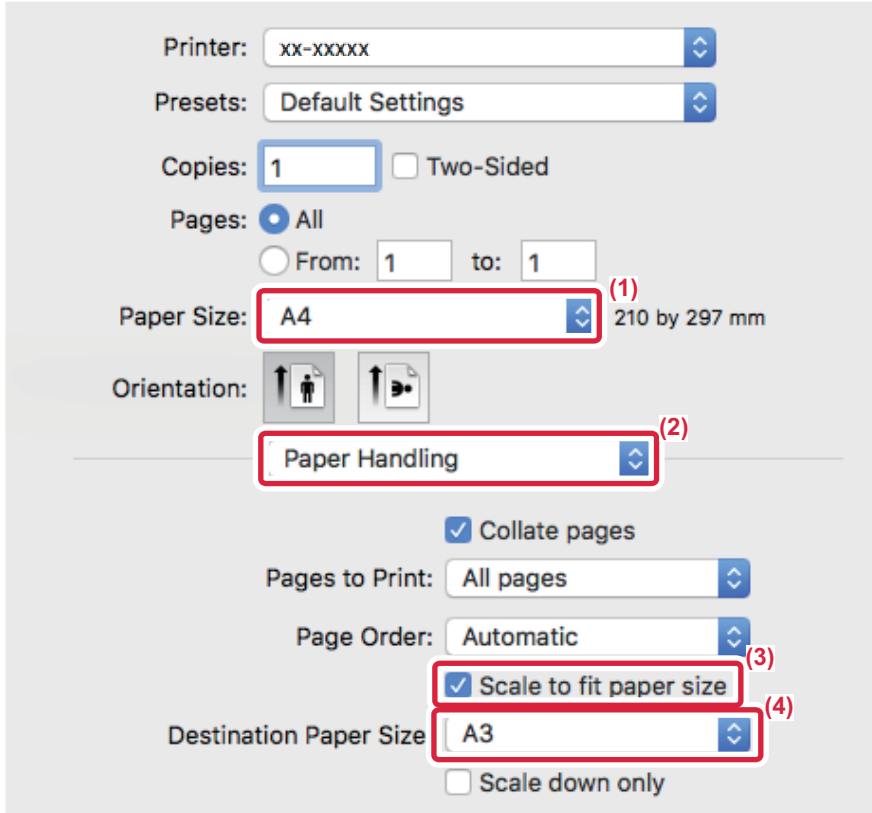 Printer: xx-xxxxx
Presets: Default Settings
Copies: 1 Two-Sided
Pages: All
From: 1 to: 1
(1)
Paper Size: A4 210 by 297 mm
Orientation:
(2)
Paper Handling
Collate pages
Pages to Print: All pages
Page Order: Automatic
(3)
Scale to fit paper size
(4)
Destination Paper Size A3
Scale down only